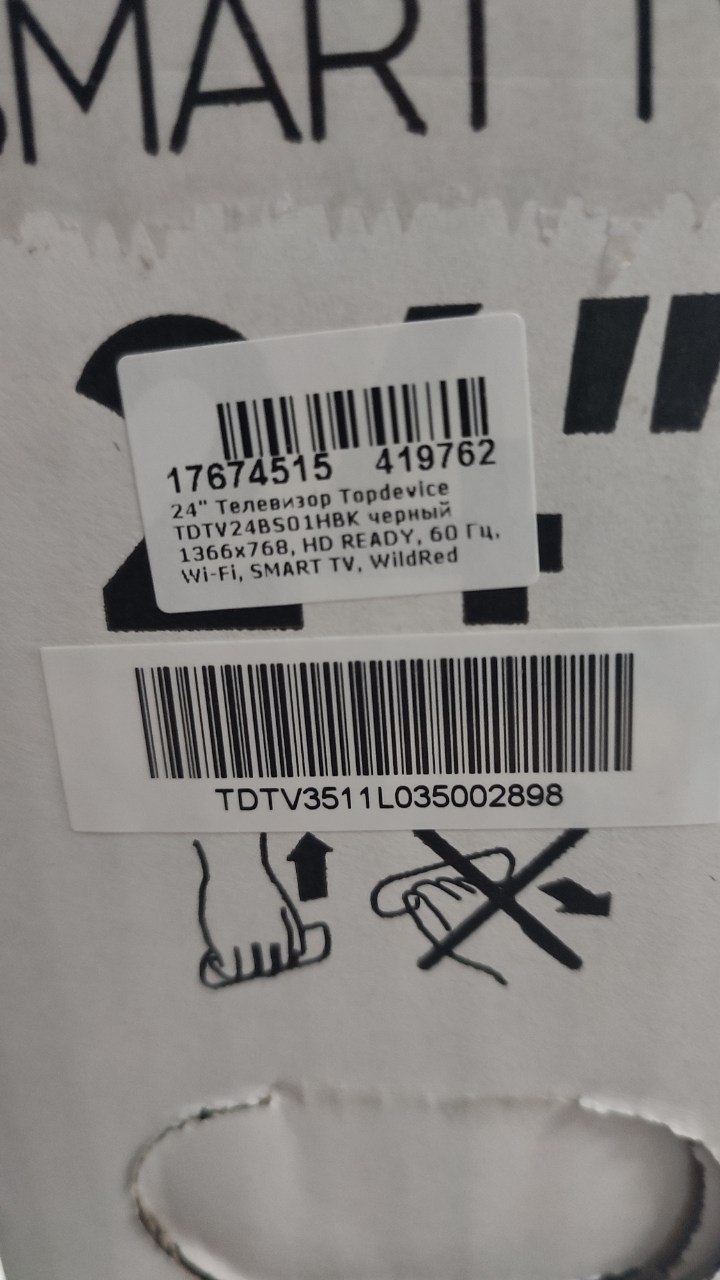 SMART T
24"
17674515 419762
24" Телевизор Topdevice
TDTV24BS01HBK черный
1366x768, HD READY, 60 Гц,
Wi-Fi, SMART TV, WildRed
TDTV3511L035002898